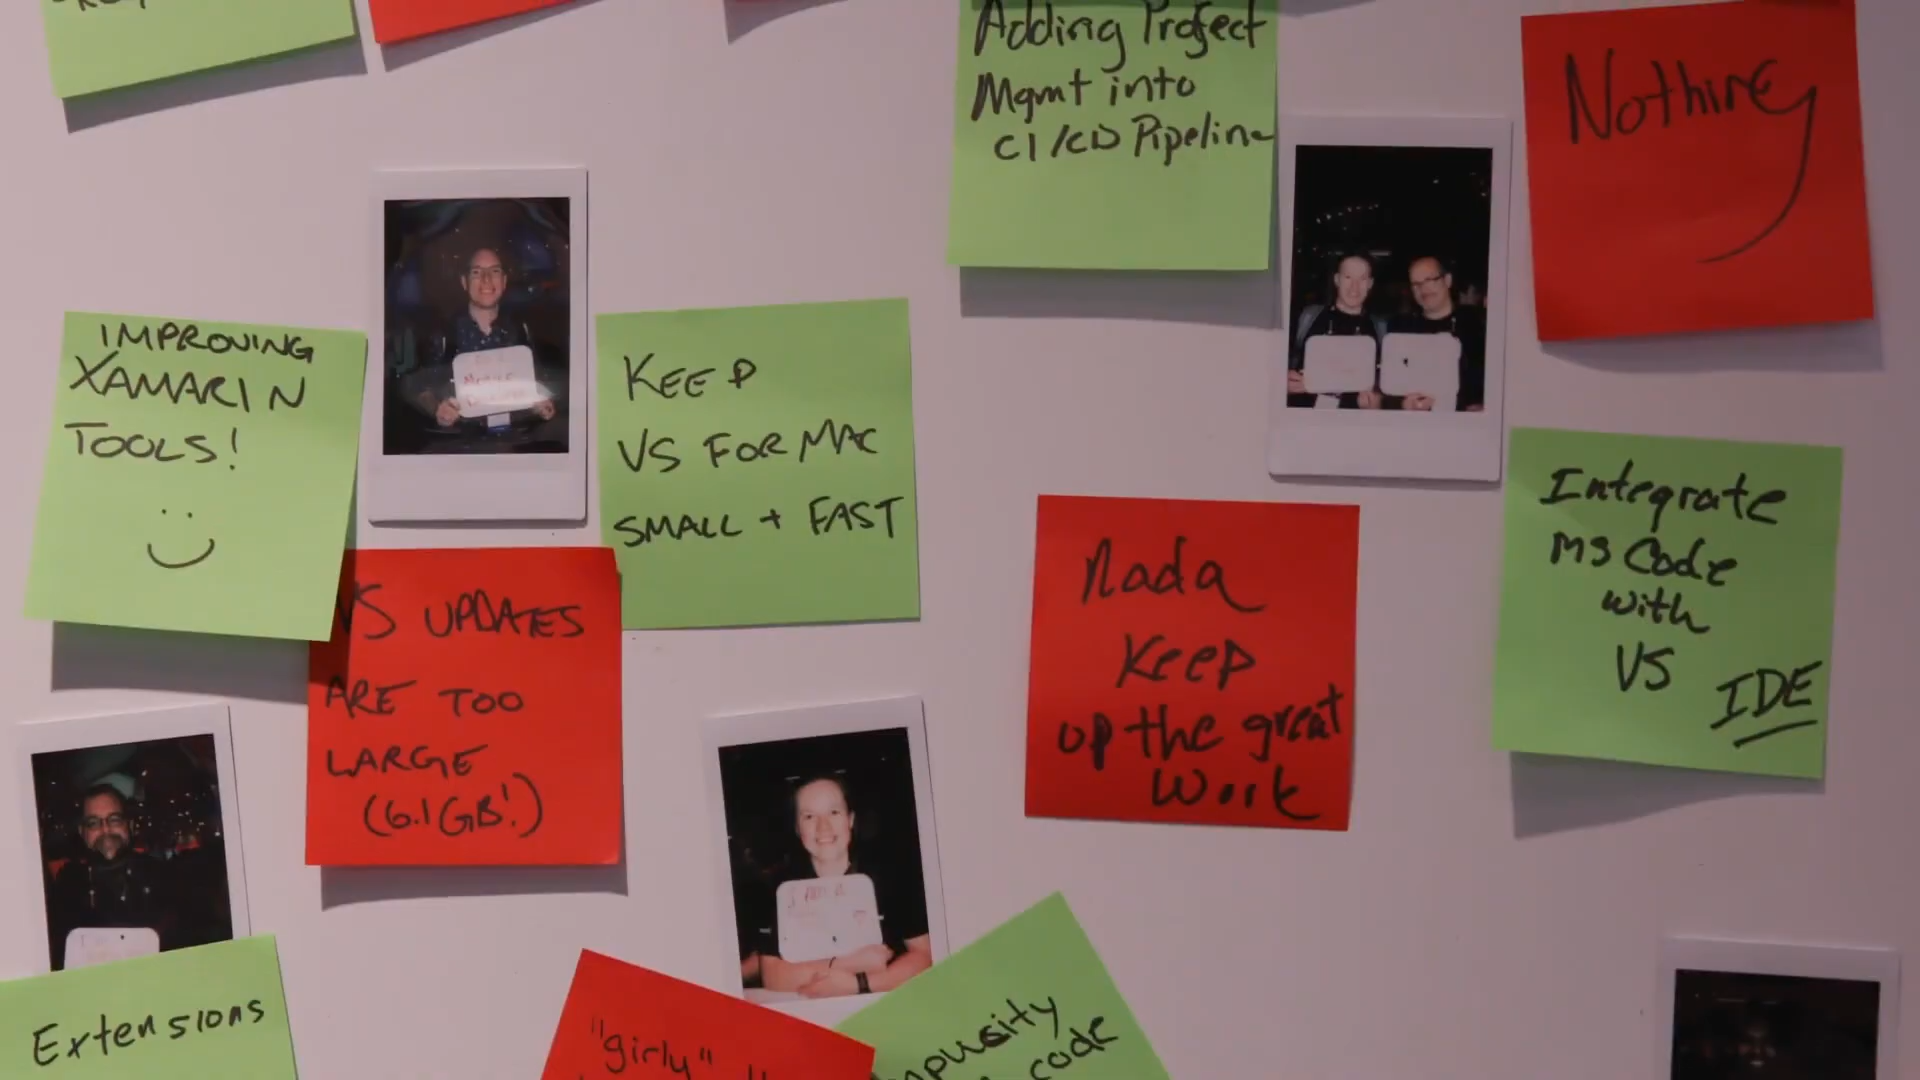 Adding Project
Mgmt into
CI/CD Pipeline
Nothing
IMPROVING
XAMARIN
TOOLS!
KEEP
VS FOR MAC
SMALL + FAST
VS UPDATES
ARE TOO
LARGE
(6.1GB!)
Nada
Keep
up the great
Work
Integrate
MS Code
with
VS
IDE
Extensions
"girly"
code